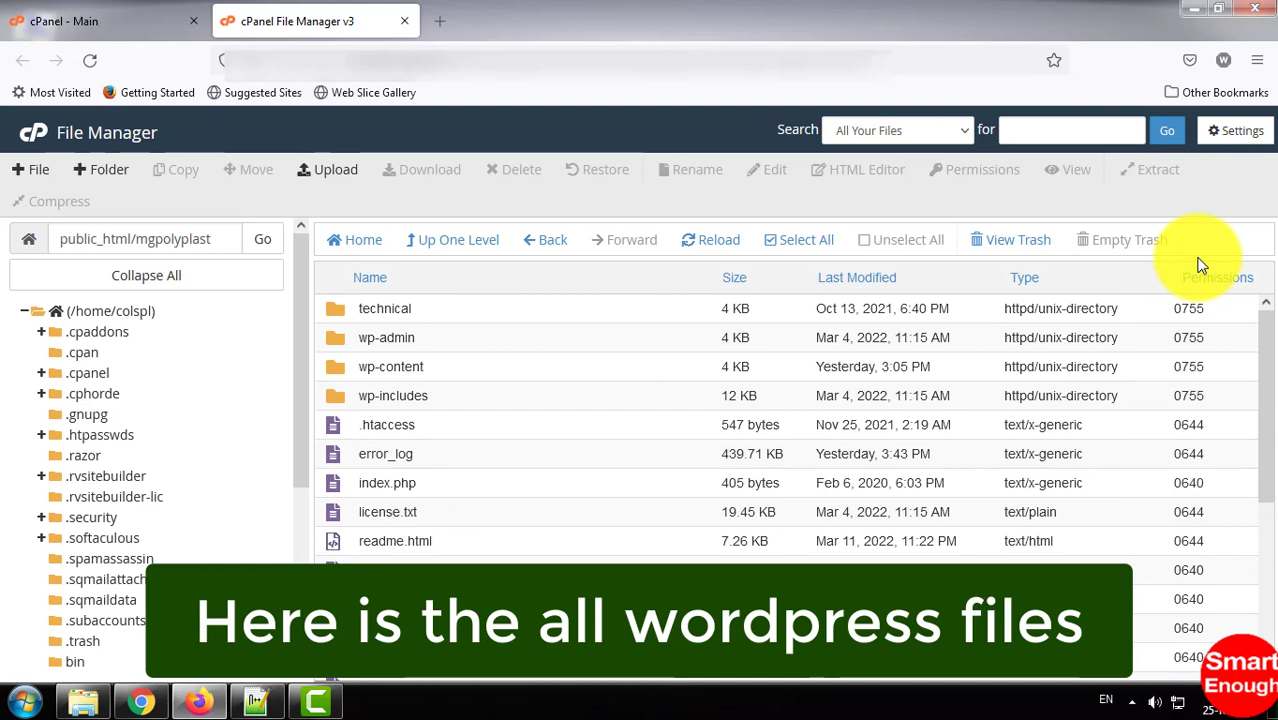 cPanel - Main
cPanel File Manager v3
Most Visited
Getting Started
Suggested Sites
Web Slice Gallery
Other Bookmarks
cP File Manager
Search All Your Files for Go Settings
+ File + Folder Copy Move Upload Download Delete Restore Rename Edit HTML Editor Permissions View Extract
Compress
public_html/mgpolyplast Go
Collapse All
(/home/colspl)
.cpaddons
.cpan
.cpanel
.cphorde
.gnupg
.htpasswds
.razor
.rvsitebuilder
.rvsitebuilder-lic
.security
.softaculous
.spamassassin
.sqmailattach
.sqmaildata
.subaccounts
.trash
bin
Home Up One Level Back Forward Reload Select All Unselect All View Trash Empty Trash
Name Size Last Modified Type Permissions
technical 4 KB Oct 13, 2021, 6:40 PM httpd/unix-directory 0755
wp-admin 4 KB Mar 4, 2022, 11:15 AM httpd/unix-directory 0755
wp-content 4 KB Yesterday, 3:05 PM httpd/unix-directory 0755
wp-includes 12 KB Mar 4, 2022, 11:15 AM httpd/unix-directory 0755
.htaccess 547 bytes Nov 25, 2021, 2:19 AM text/x-generic 0644
error_log 439.71 KB Yesterday, 3:43 PM text/x-generic 0644
index.php 405 bytes Feb 6, 2020, 6:03 PM text/x-generic 0640
license.txt 19.45 KB Mar 4, 2022, 11:15 AM text/plain 0644
readme.html 7.26 KB Mar 11, 2022, 11:22 PM text/html 0644
0640
0640
0640
Here is the all wordpress files
Smart
Enough
EN